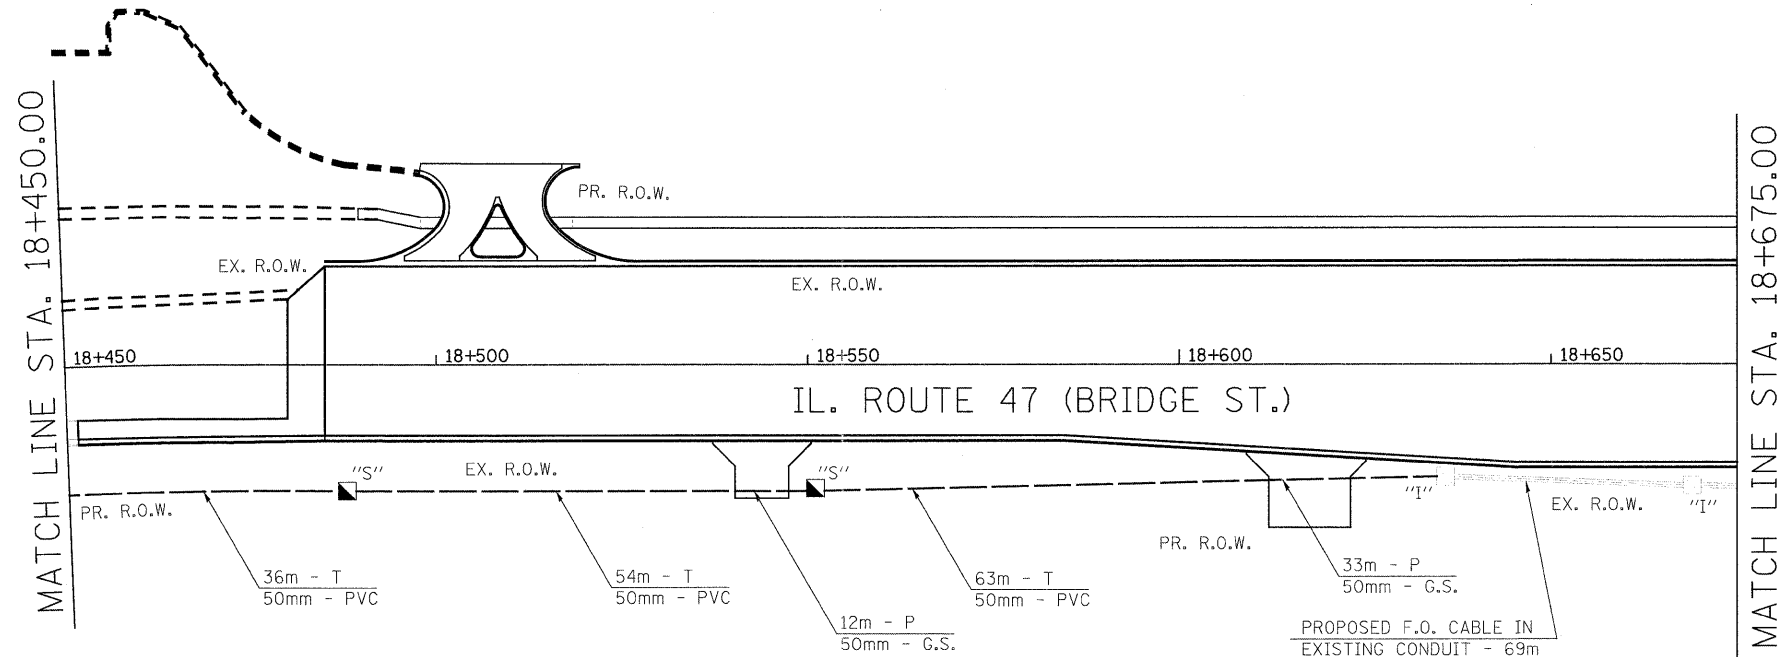 MATCH LINE STA. 18+450.00
PR. R.O.W.
EX. R.O.W.
EX. R.O.W.
18+450
18+500
18+550
18+600
18+650
IL. ROUTE 47 (BRIDGE ST.)
"S"
EX. R.O.W.
"S"
"I"
EX. R.O.W.
"I"
PR. R.O.W.
PR. R.O.W.
36m - T
50mm - PVC
54m - T
50mm - PVC
63m - T
50mm - PVC
33m - P
50mm - G.S.
12m - P
50mm - G.S.
PROPOSED F.O. CABLE IN
EXISTING CONDUIT - 69m
MATCH LINE STA. 18+675.00